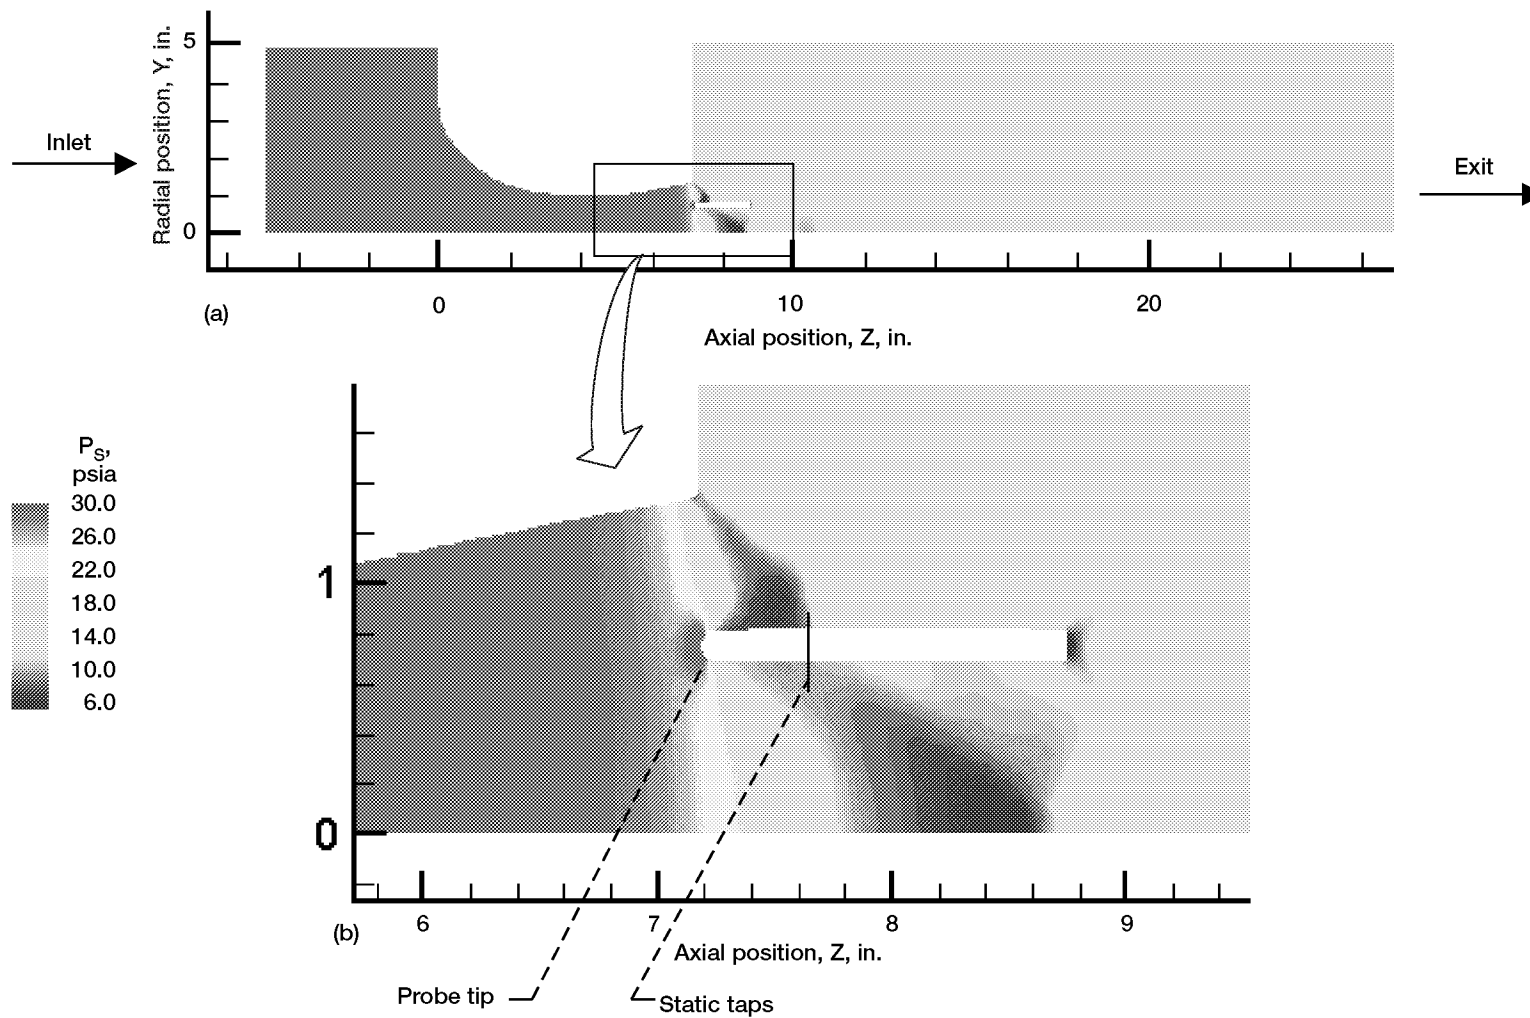 5
Radial position, Y, in.
Inlet
Exit
0
0
10
20
(a)
Axial position, Z, in.
PS,
psia
30.0
26.0
22.0
18.0
14.0
10.0
6.0
1
0
6
7
8
9
(b)
Axial position, Z, in.
Probe tip
Static taps